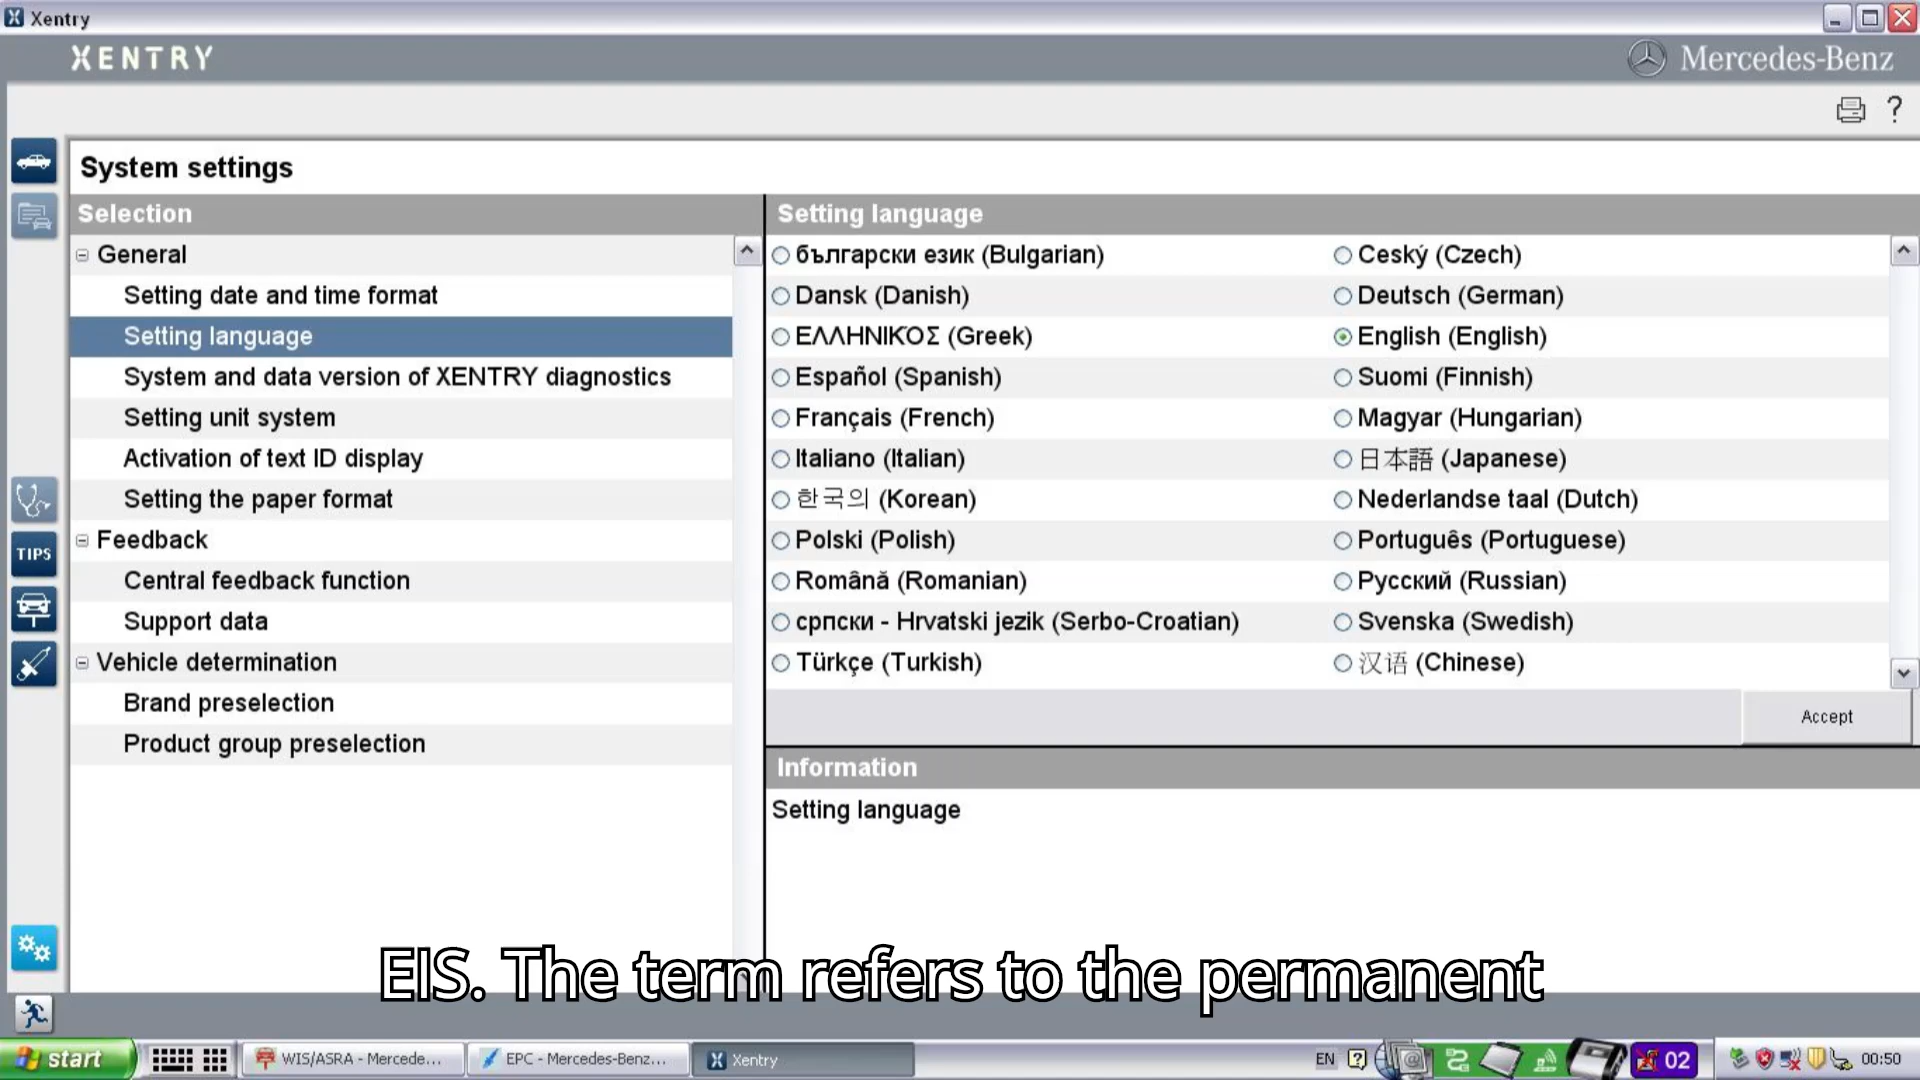 Xentry
XENTRY
Mercedes-Benz
?
System settings
Selection
General
Setting date and time format
Setting language
System and data version of XENTRY diagnostics
Setting unit system
Activation of text ID display
Setting the paper format
Feedback
Central feedback function
Support data
Vehicle determination
Brand preselection
Product group preselection
TIPS
Setting language
български език (Bulgarian)
Ceský (Czech)
Dansk (Danish)
Deutsch (German)
ΕΛΛΗΝΙΚΌΣ (Greek)
English (English)
Español (Spanish)
Suomi (Finnish)
Français (French)
Magyar (Hungarian)
Italiano (Italian)
日本語 (Japanese)
한국의 (Korean)
Nederlandse taal (Dutch)
Polski (Polish)
Português (Portuguese)
Română (Romanian)
Русский (Russian)
српски - Hrvatski jezik (Serbo-Croatian)
Svenska (Swedish)
Türkçe (Turkish)
汉语 (Chinese)
Accept
Information
Setting language
EIS. The term refers to the permanent
start
WIS/ASRA - Mercede...
EPC - Mercedes-Benz...
Xentry
EN
02
00:50